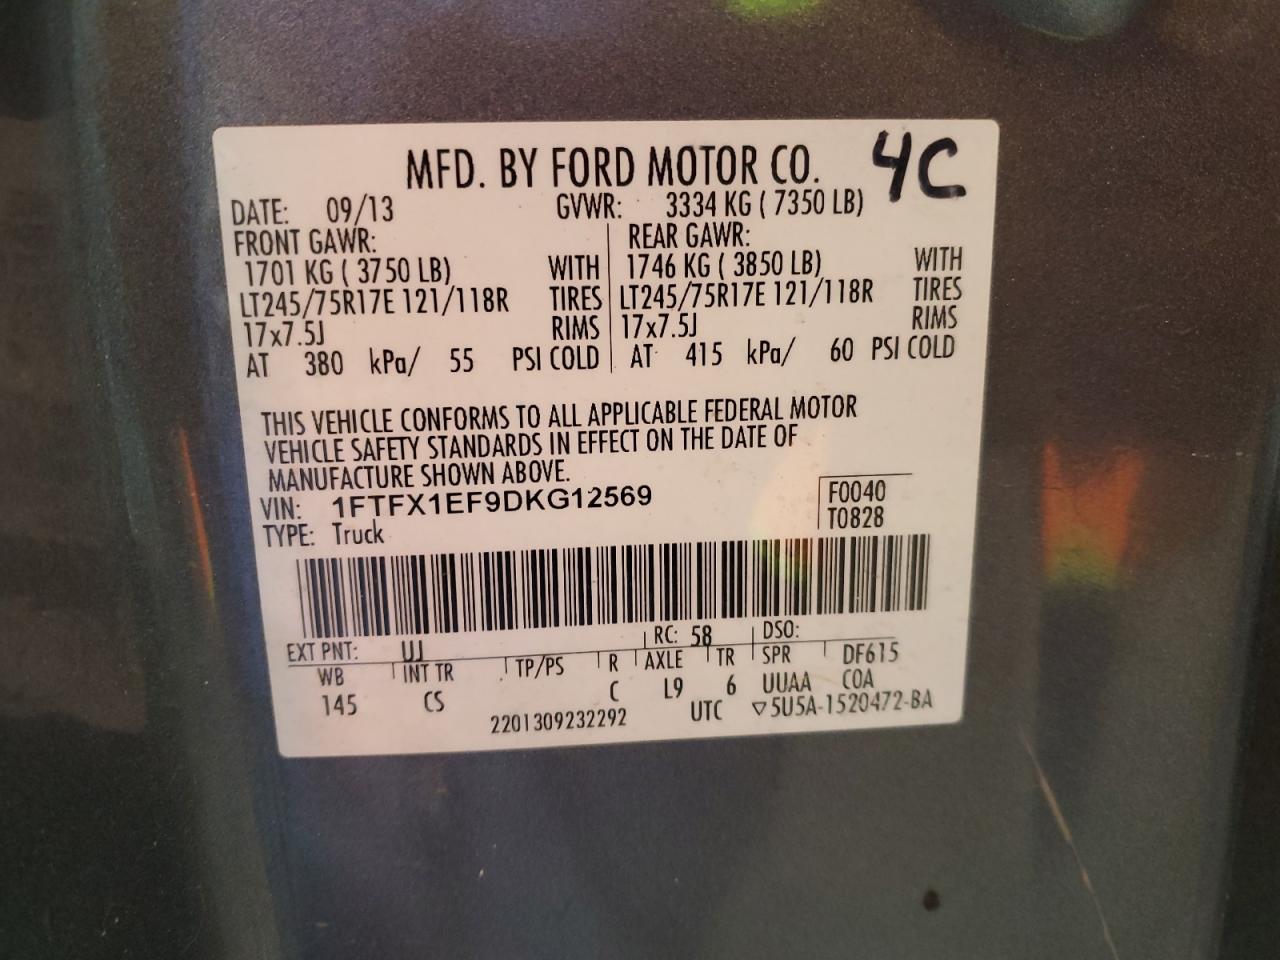 MFD. BY FORD MOTOR CO. 4C
DATE: 09/13 GVWR: 3334 KG ( 7350 LB)
FRONT GAWR: REAR GAWR:
1701 KG ( 3750 LB) WITH 1746 KG ( 3850 LB) WITH
LT245/75R17E 121/118R TIRES LT245/75R17E 121/118R TIRES
17x7.5J RIMS 17x7.5J RIMS
AT 380 kPa/ 55 PSI COLD AT 415 kPa/ 60 PSI COLD
THIS VEHICLE CONFORMS TO ALL APPLICABLE FEDERAL MOTOR
VEHICLE SAFETY STANDARDS IN EFFECT ON THE DATE OF
MANUFACTURE SHOWN ABOVE.
VIN: 1FTFX1EF9DKG12569 F0040
TYPE: Truck T0828
EXT PNT: UJ RC: 58 DSO:
WB INT TR TP/PS R AXLE TR SPR DF615
145 CS C L9 6 UUAA COA
2201309232292 UTC ▽5U5A-1520472-BA